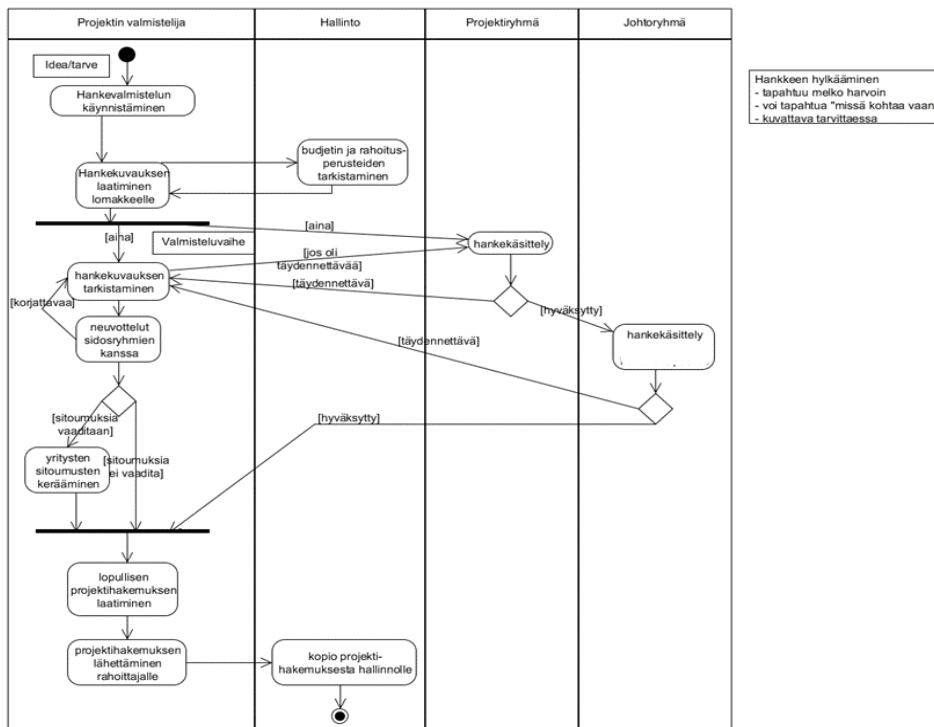 Projektin valmistelija
Hallinto
Projektiryhmä
Johtoryhmä
Idea/tarve
Hankevalmistelun
käynnistäminen
Hankkeen hylkääminen
- tapahtuu melko harvoin
- voi tapahtua "missä kohtaa vaan
- kuvattava tarvittaessa
budjetin ja rahoitus-
perusteiden
tarkistaminen
Hankekuvauksen
laatiminen
lomakkeelle
[aina]
[aina]
Valmisteluvaihe
hankekäsittely
[jos oli
täydennettävää]
hankekuvauksen
tarkistaminen
[täydennettävä]
[korjattavaa]
[hyväksytty]
neuvottelut
sidosryhmien
kanssa
hankekäsittely
[täydennettävä]
[sitoumuksia
vaaditaan]
[hyväksytty]
yritysten
sitoumusten
kerääminen
[sitoumuksia
ei vaadita]
lopullisen
projektihakemuksen
laatiminen
projektihakemuksen
lähettäminen
rahoittajalle
kopio projekti-
hakemuksesta hallinnolle